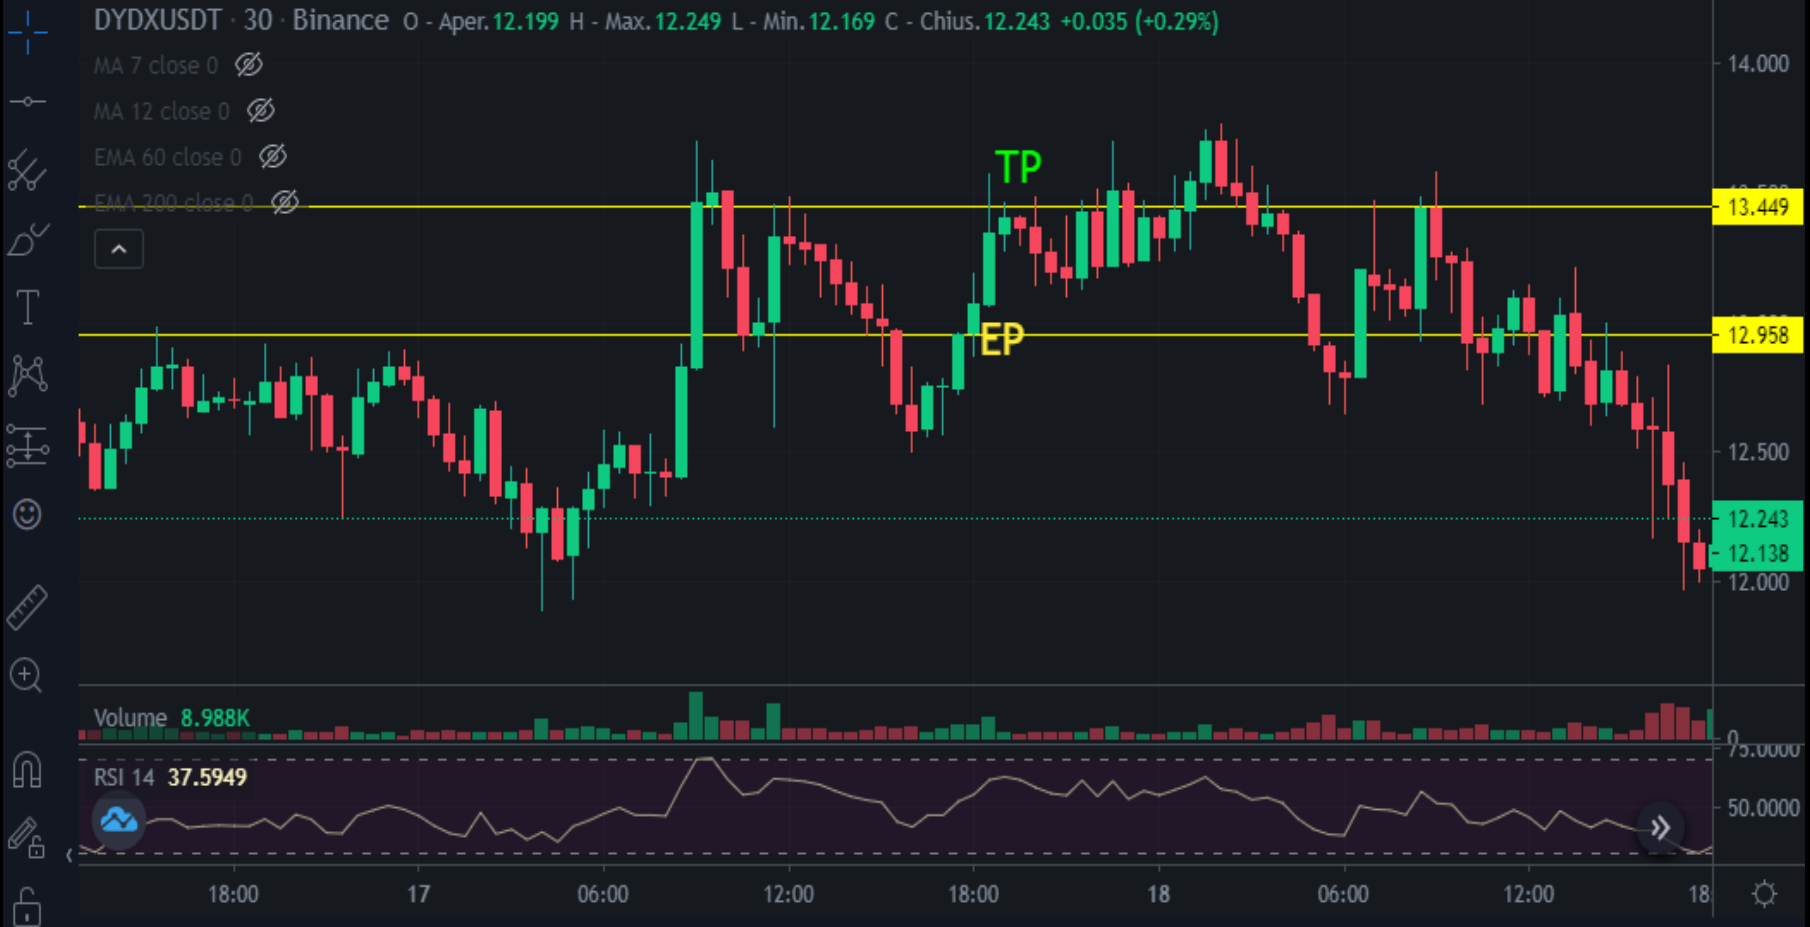 DYDXUSDT · 30 · Binance O - Aper.12.199 H - Max.12.249 L - Min.12.169 C - Chius.12.243 +0.035 (+0.29%)
MA 7 close 0
MA 12 close 0
EMA 60 close 0
EMA 200 close 0
TP
EP
14.000
13.449
12.958
12.500
12.243
12.138
12.000
Volume 8.988K
0
RSI 14 37.5949
75.0000
50.0000
18:00 17 06:00 12:00 18:00 18 06:00 12:00 18: